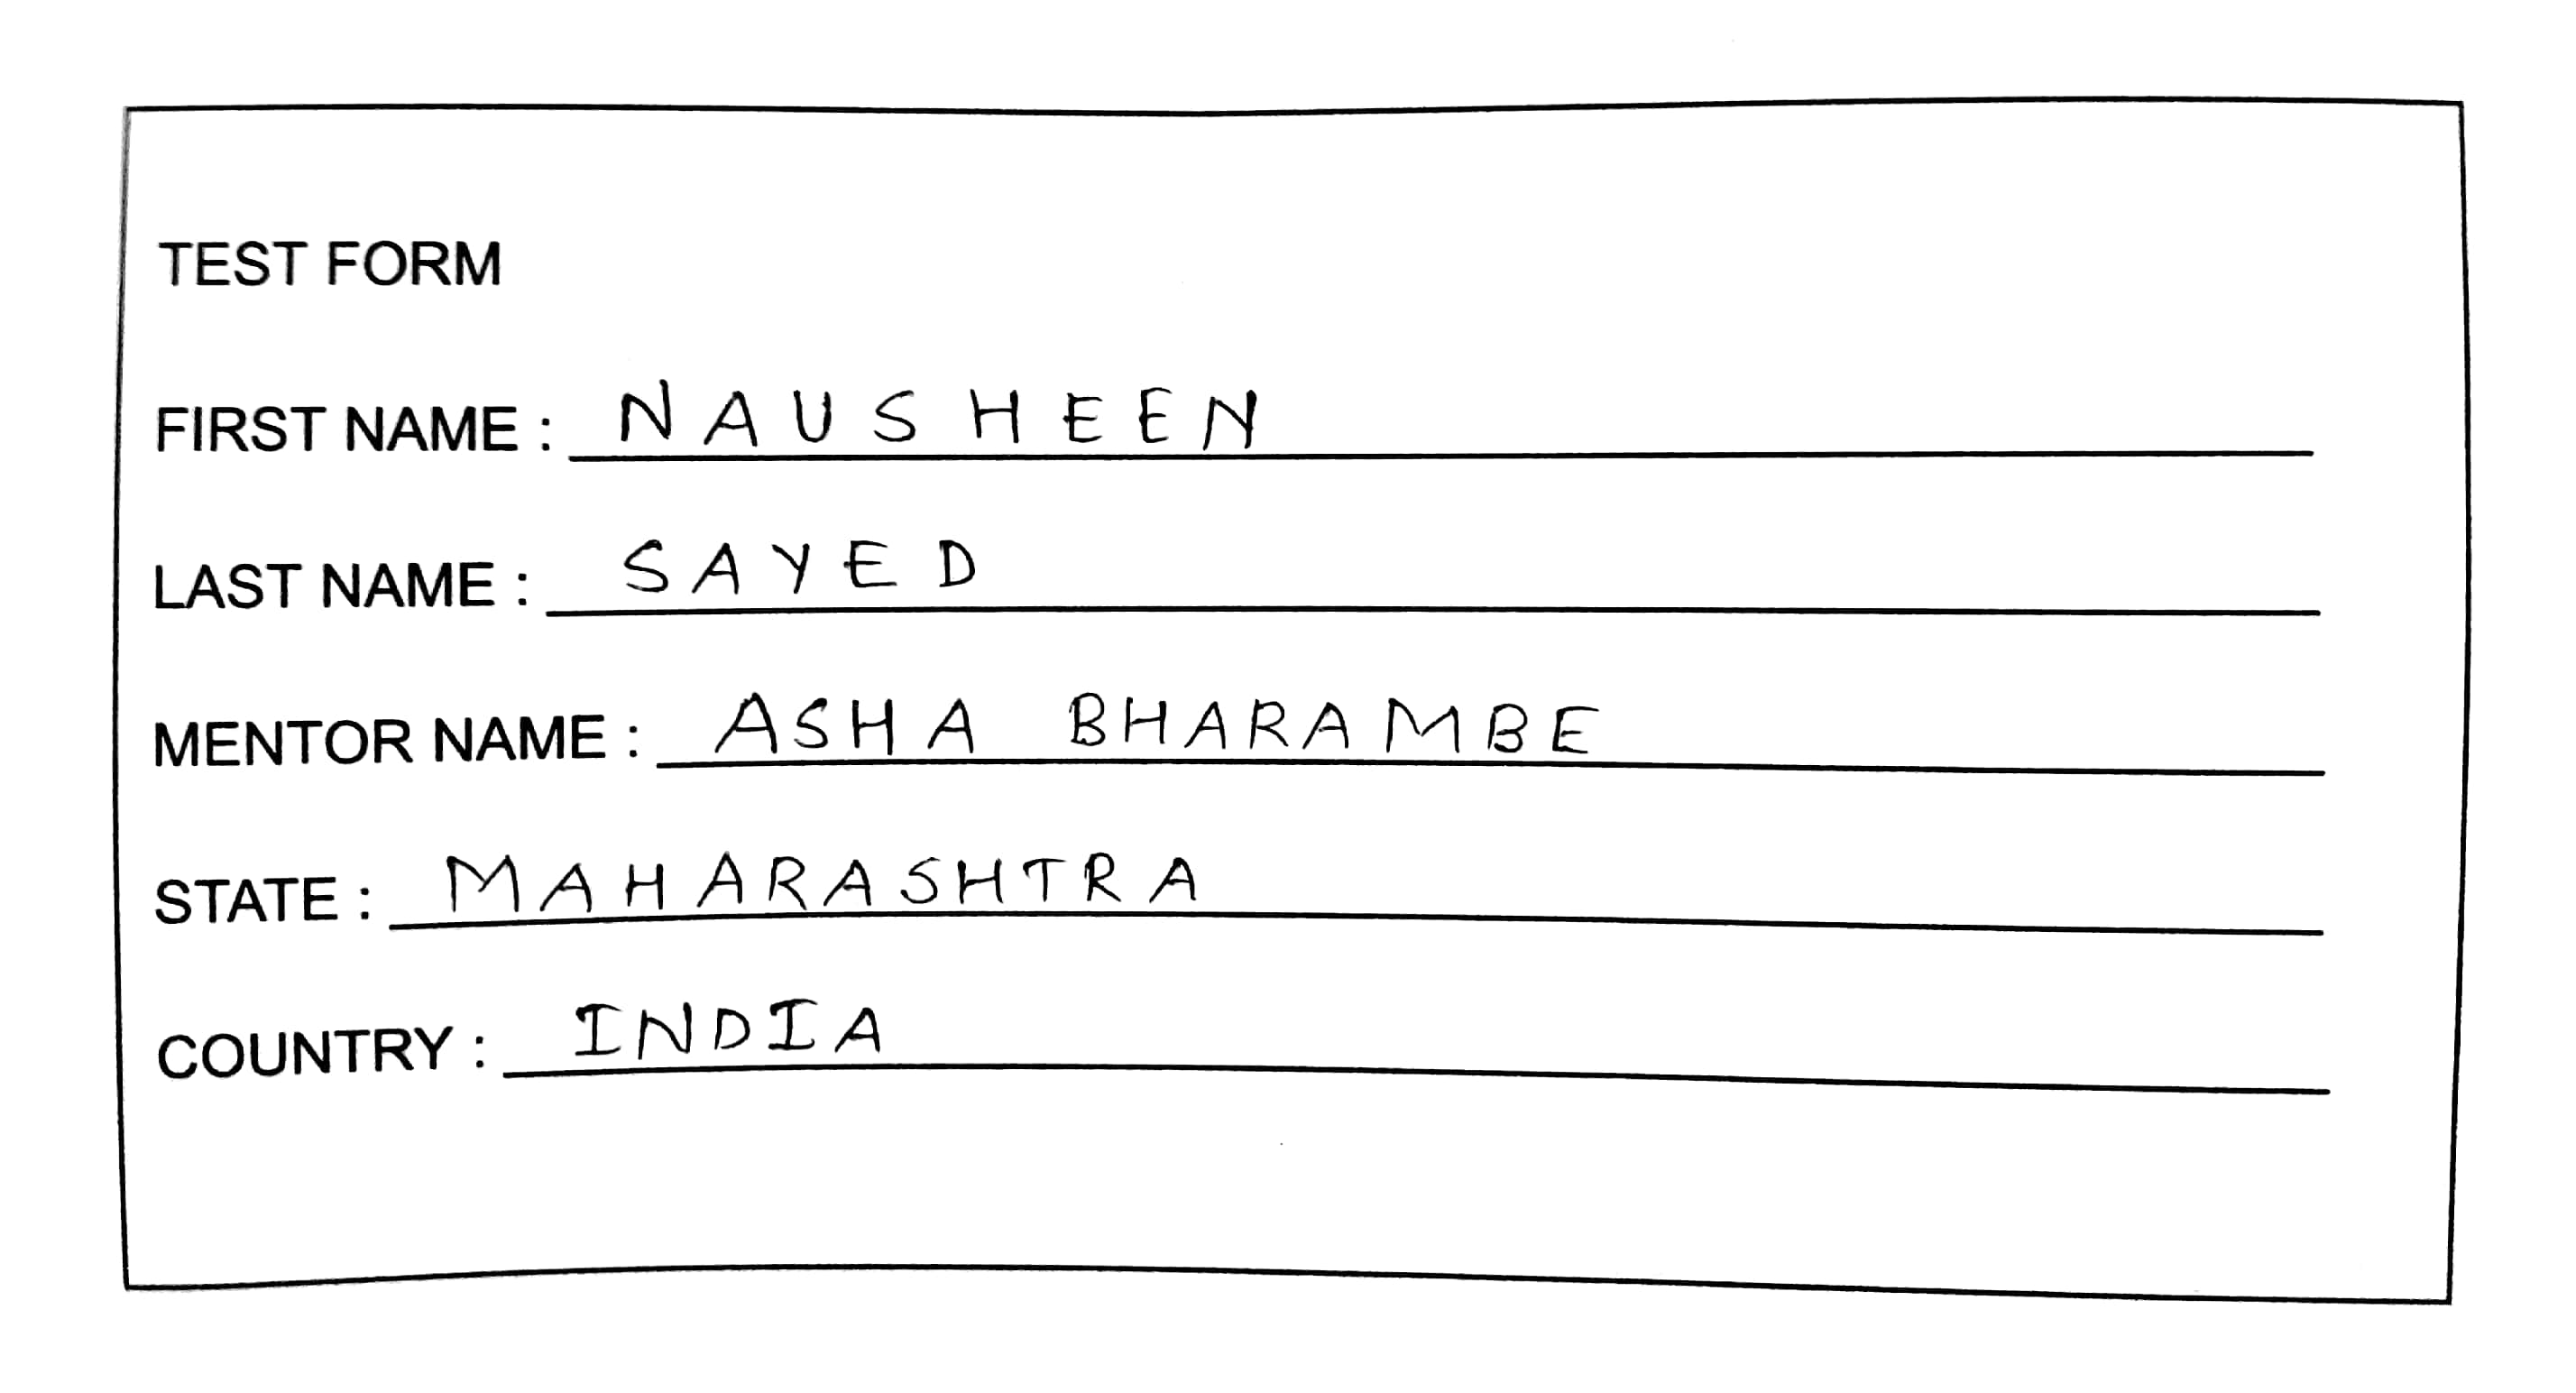 TEST FORM
FIRST NAME : NAUSHEEN
LAST NAME : SAYED
MENTOR NAME : ASHA BHARAMBE
STATE : MAHARASHTRA
COUNTRY : INDIA